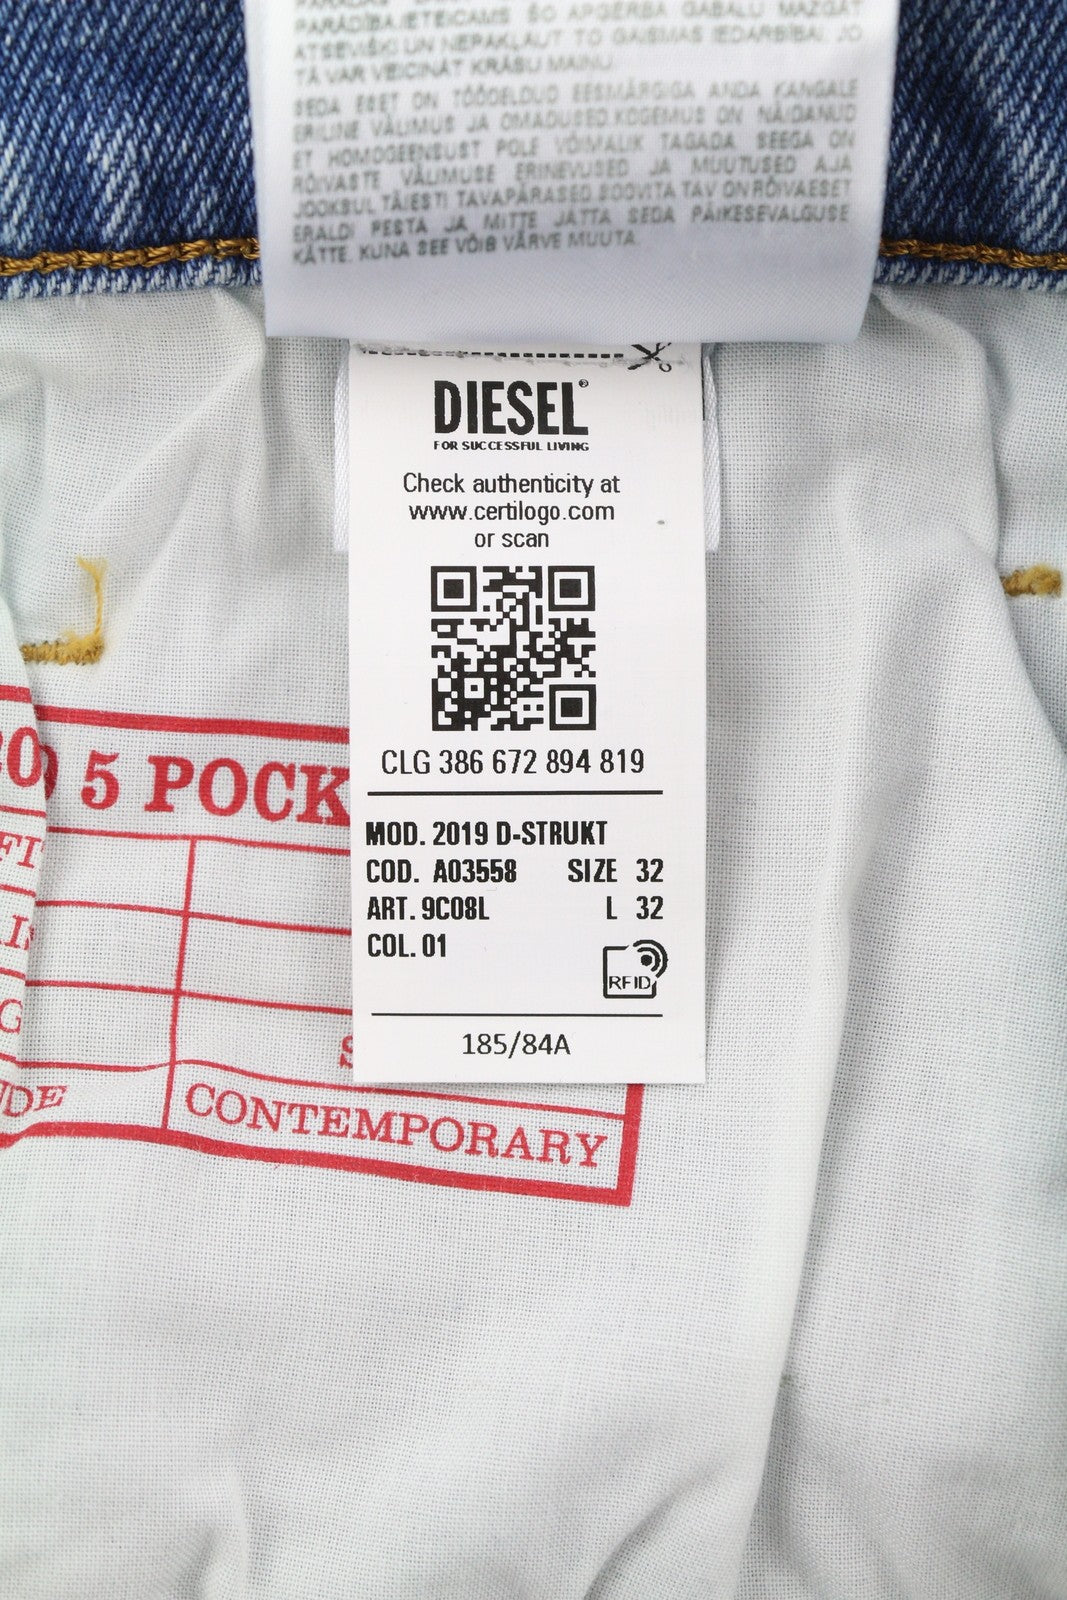 PARĀDĪBA.IETEICAMS ŠO APĢĒRBA GABALU MAZGĀT
ATSEVIŠĶI UN NEPAKĻAUT TO GAISMAS IEDARBĪBAI, JO
TĀ VAR VEICINĀT KRĀSU MAIŅU.
SEDA ESET ON TÖÖDELDUD EESMÄRGIGA ANDA KANGALE
ERILINE VÄLIMUS JA OMADUSED.KOGEMUS ON NÄIDANUD
ET HOMOGEENSUST POLE VÕIMALIK TAGADA SEEGA ON
RÕIVASTE VÄLIMUSE ERINEVUSED JA MUUTUSED AJA
JOOKSUL TÄIESTI TAVAPÄRASED.SOOVITATAV ON RÕIVAESET
ERALDI PESTA JA MITTE JÄTTA SEDA PÄIKESEVALGUSE
KÄTTE. KUNA SEE VÕIB VÄRVE MUUTA.
DIESEL®
FOR SUCCESSFUL LIVING
Check authenticity at
www.certilogo.com
or scan
CLG 386 672 894 819
MOD. 2019 D-STRUKT
COD. A03558 SIZE 32
ART. 9C08L L 32
COL. 01
RFID
185/84A
5 POCK
FI
G
DE
CONTEMPORARY